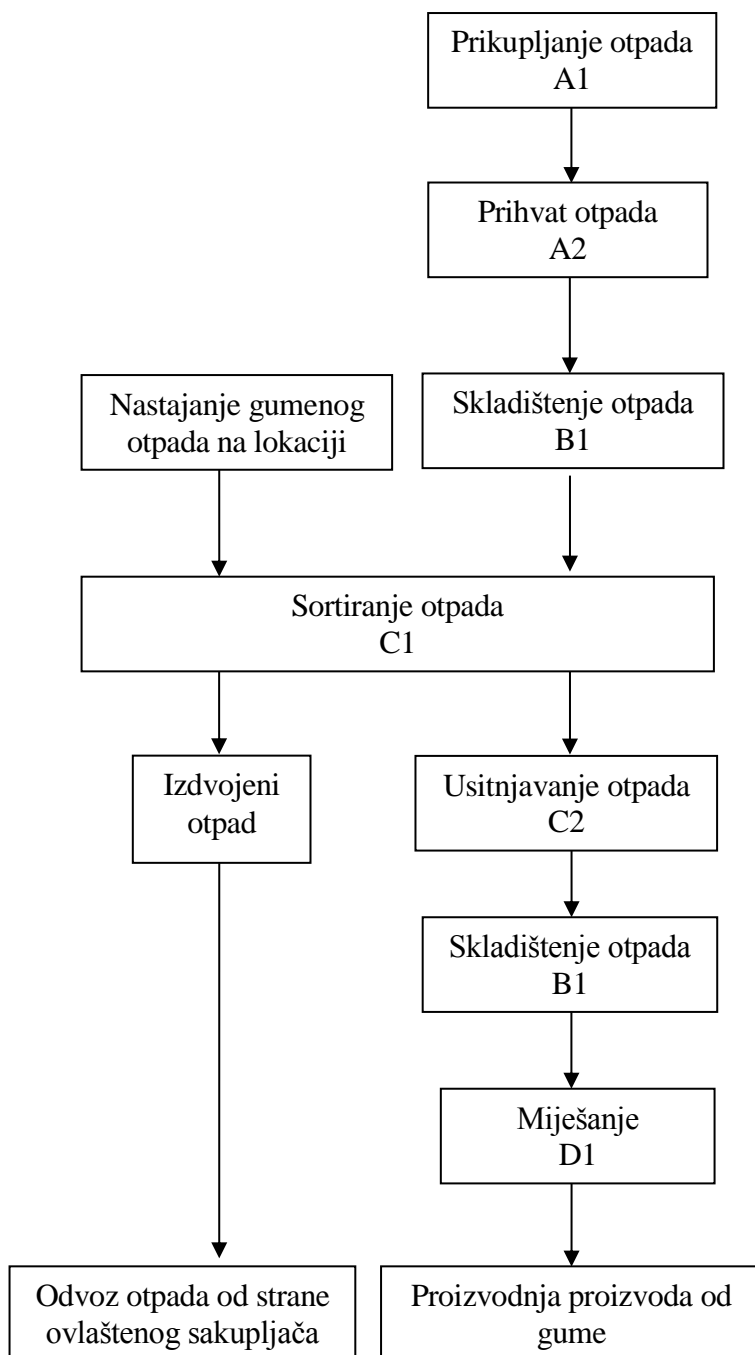 Prikupljanje otpada
A1
Prihvat otpada
A2
Nastajanje gumenog
otpada na lokaciji
Skladištenje otpada
B1
Sortiranje otpada
C1
Izdvojeni
otpad
Usitnjavanje otpada
C2
Skladištenje otpada
B1
Miješanje
D1
Odvoz otpada od strane
ovlaštenog sakupljača
Proizvodnja proizvoda od
gume